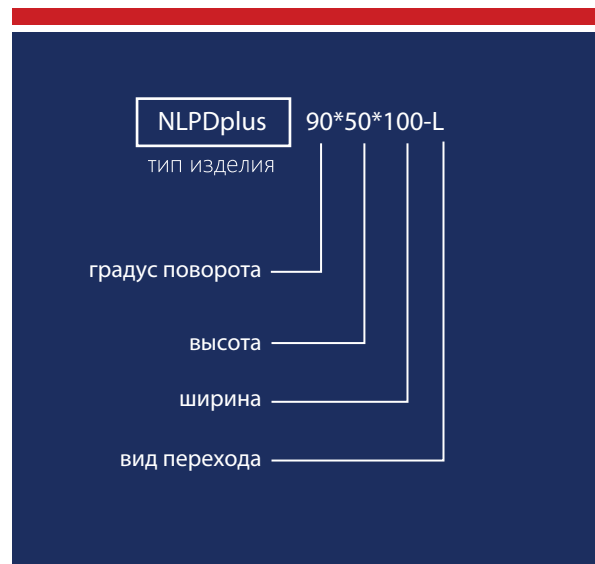 NLPDplus 90*50*100-L
тип изделия
градус поворота
высота
ширина
вид перехода